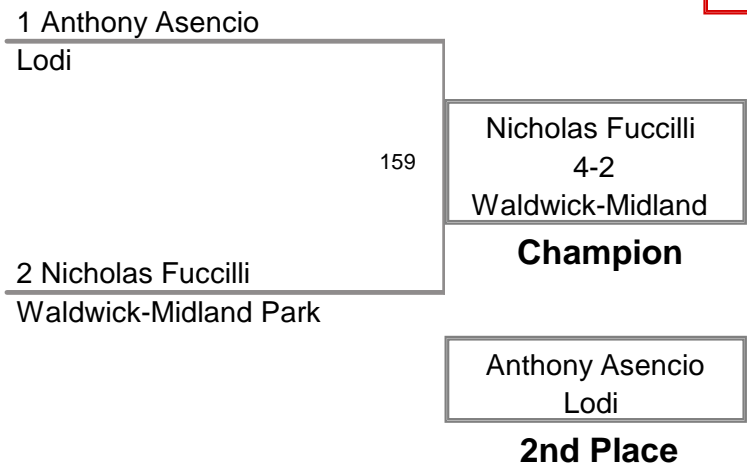 1 Anthony Asencio
Lodi
159
Nicholas Fuccilli
4-2
Waldwick-Midland
Champion
2 Nicholas Fuccilli
Waldwick-Midland Park
Anthony Asencio
Lodi
2nd Place